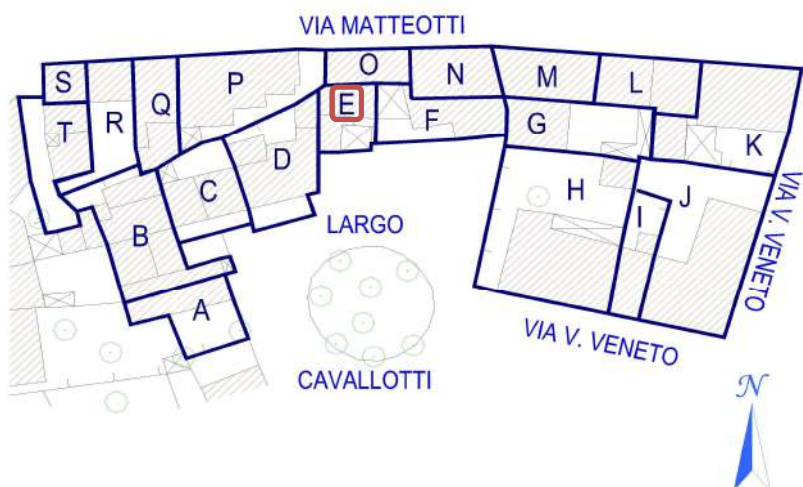 VIA MATTEOTTI
S
T
R
Q
P
O
E
N
F
M
L
G
K
D
C
B
A
H
I
J
LARGO
CAVALLOTTI
VIA V. VENETO
VIA V. VENETO
N